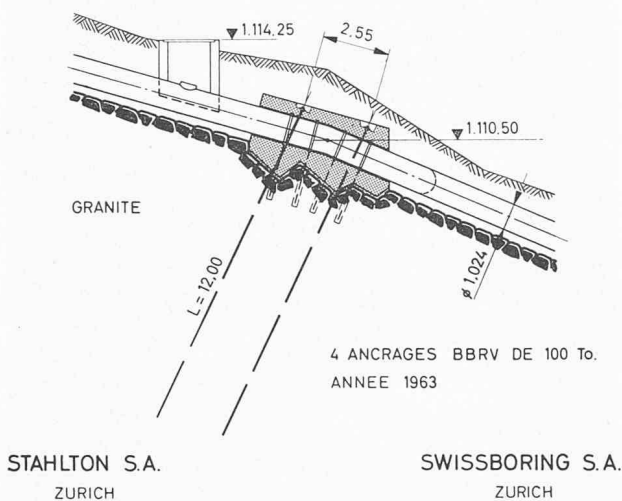 1.114.25
2.55
1.110.50
GRANITE
L = 12.00
ø 1.024
4 ANCRAGES BBRV DE 100 To.
ANNEE 1963
STAHLTON S.A.
ZURICH
SWISSBORING S.A.
ZURICH